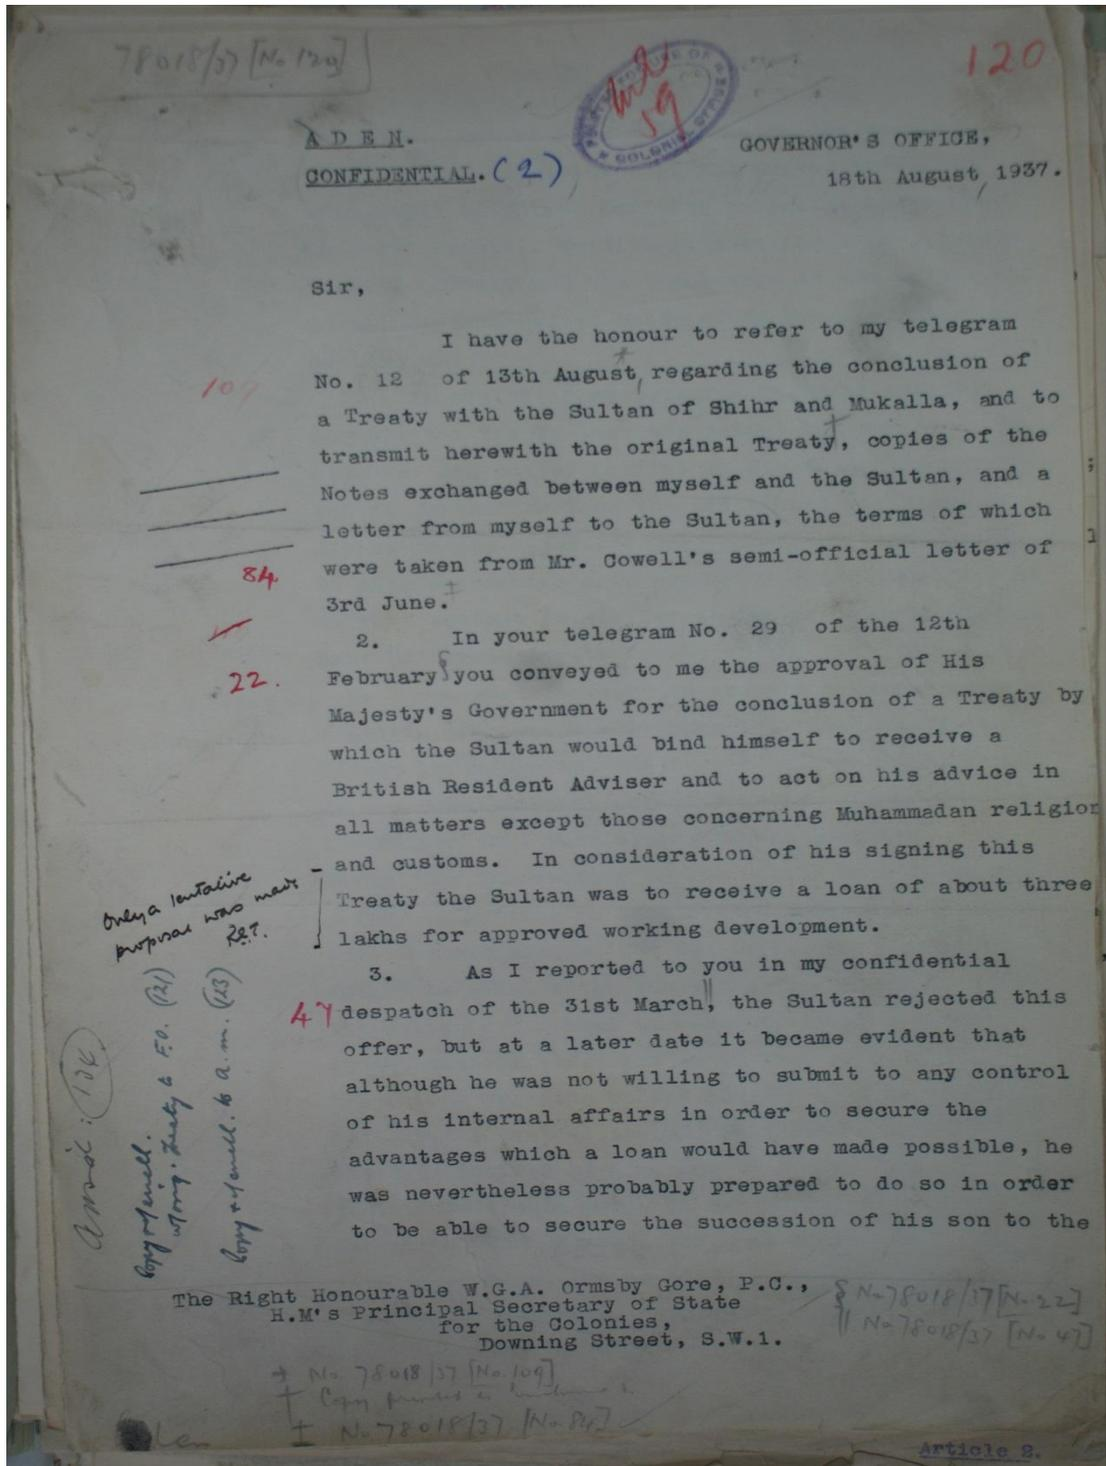 78018/37 [No 120]
120
COLONIAL OFFICE
A D E N.
CONFIDENTIAL. (2)
GOVERNOR'S OFFICE,
18th August, 1937.
Sir,
I have the honour to refer to my telegram
No. 12 of 13th August, regarding the conclusion of
109
a Treaty with the Sultan of Shihr and Mukalla, and to
transmit herewith the original Treaty, copies of the
Notes exchanged between myself and the Sultan, and a
letter from myself to the Sultan, the terms of which
were taken from Mr. Cowell's semi-official letter of
84.
3rd June.‡
2. In your telegram No. 29 of the 12th
22.
February § you conveyed to me the approval of His
Majesty's Government for the conclusion of a Treaty by
which the Sultan would bind himself to receive a
British Resident Adviser and to act on his advice in
all matters except those concerning Muhammadan religion
and customs. In consideration of his signing this
Treaty the Sultan was to receive a loan of about three
lakhs for approved working development.
Only a tentative
proposal was made
3. As I reported to you in my confidential
47
despatch of the 31st March,|| the Sultan rejected this
offer, but at a later date it became evident that
although he was not willing to submit to any control
of his internal affairs in order to secure the
advantages which a loan would have made possible, he
was nevertheless probably prepared to do so in order
to be able to secure the succession of his son to the
Treaty to F.O. (121)
to a.m. (123)
The Right Honourable W.G.A. Ormsby Gore, P.C.,
H.M's Principal Secretary of State
for the Colonies,
Downing Street, S.W.1.
§ No 78018/37 [No. 22]
|| No 78018/37 [No 47]
No 78018/37 [No. 109]
† Copy
‡ No 78018/37 [No. 84]
Article 2.